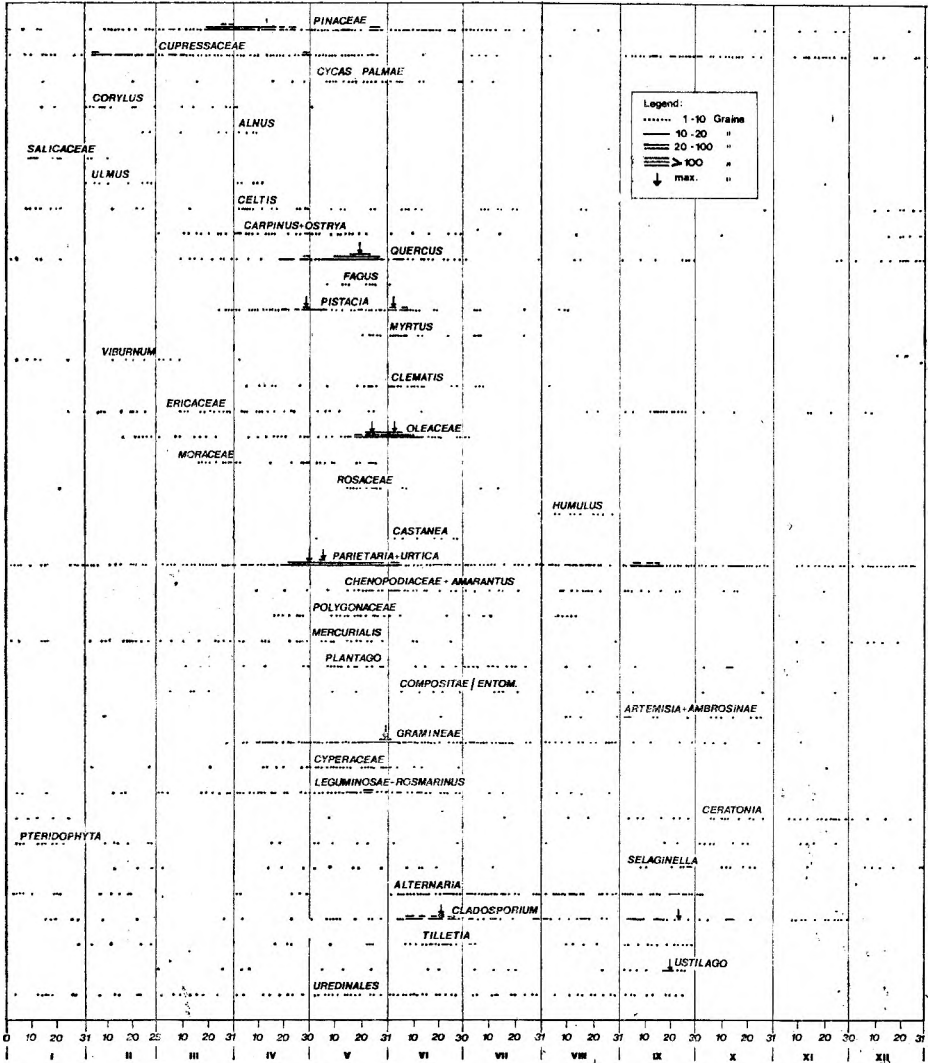 PINACEAE
CUPRESSACEAE
CYCAS PALMAE
CORYLUS
Legend:
1-10 Grains
10-20 "
20-100 "
>100 "
max. "
ALNUS
SALICACEAE
ULMUS
CELTIS
CARPINUS+OSTRYA
QUERCUS
FAGUS
PISTACIA
MYRTUS
VIBURNUM
CLEMATIS
ERICACEAE
OLEACEAE
MORACEAE
ROSACEAE
HUMULUS
CASTANEA
PARIETARIA+URTICA
CHENOPODIACEAE + AMARANTUS
POLYGONACEAE
MERCURIALIS
PLANTAGO
COMPOSITAE / ENTOM.
ARTEMISIA+AMBROSINAE
GRAMINEAE
CYPERACEAE
LEGUMINOSAE-ROSMARINUS
CERATONIA
PTERIDOPHYTA
SELAGINELLA
ALTERNARIA
CLADOSPORIUM
TILLETIA
USTILAGO
UREDINALES
0 10 20 31 10 20 25 10 20 31 10 20 30 10 20 31 10 20 30 10 20 31 10 20 31 10 20 30 10 20 31 10 20 30 10 20 31
I II III IV V VI VII VIII IX X XI XII